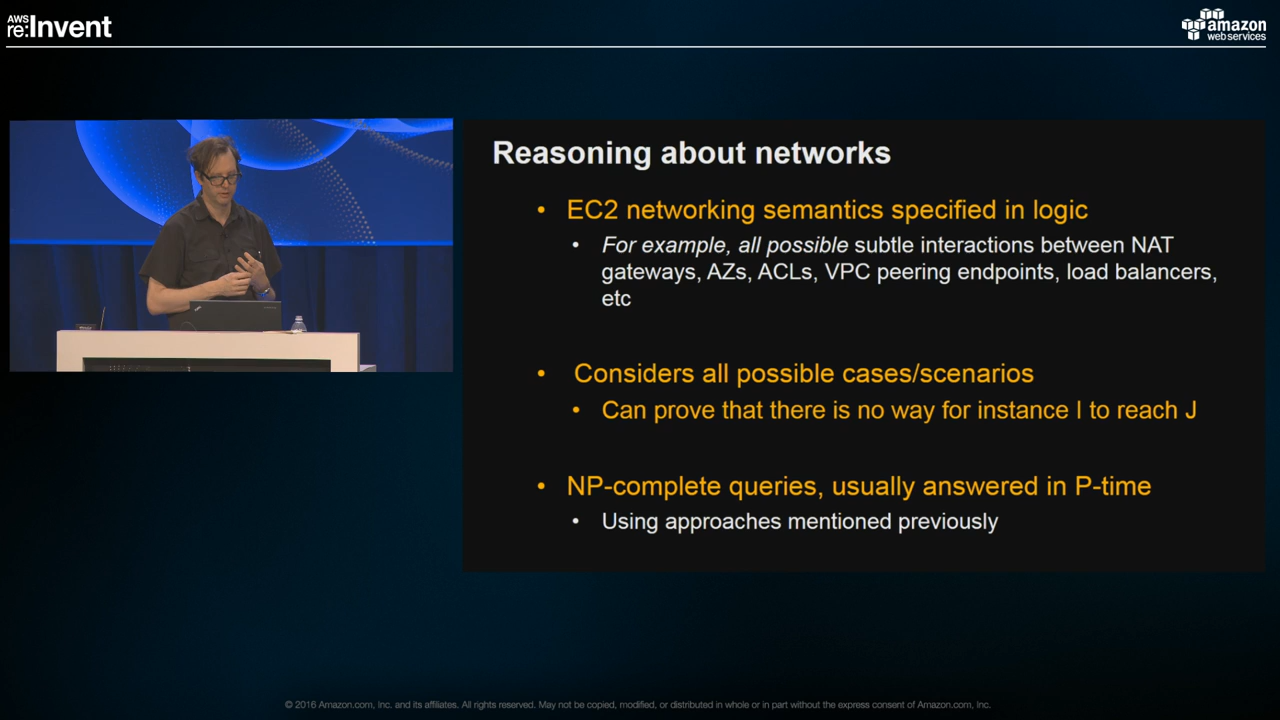 AWS
re:Invent
amazon
web services
Reasoning about networks
• EC2 networking semantics specified in logic
• For example, all possible subtle interactions between NAT
gateways, AZs, ACLs, VPC peering endpoints, load balancers,
etc
• Considers all possible cases/scenarios
• Can prove that there is no way for instance I to reach J
• NP-complete queries, usually answered in P-time
• Using approaches mentioned previously
© 2016 Amazon.com, Inc. and its affiliates. All rights reserved. May not be copied, modified, or distributed in whole or in part without the express consent of Amazon.com, Inc.